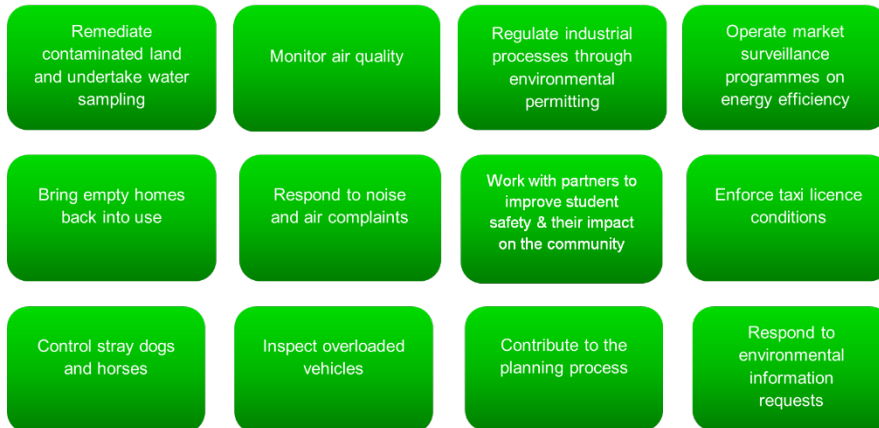 Remediate
contaminated land
and undertake water
sampling
Monitor air quality
Regulate industrial
processes through
environmental
permitting
Operate market
surveillance
programmes on
energy efficiency
Bring empty homes
back into use
Respond to noise
and air complaints
Work with partners to
improve student
safety & their impact
on the community
Enforce taxi licence
conditions
Control stray dogs
and horses
Inspect overloaded
vehicles
Contribute to the
planning process
Respond to
environmental
information
requests